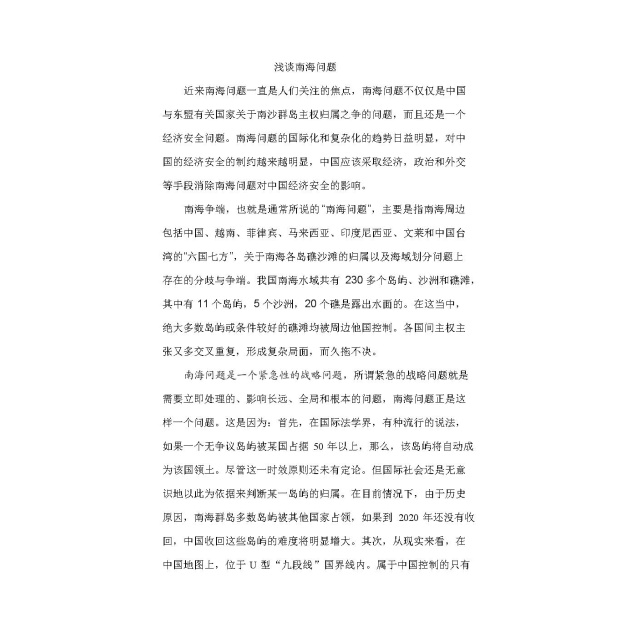 浅谈南海问题
近来南海问题一直是人们关注的焦点，南海问题不仅仅是中国
与东盟有关国家关于南沙群岛主权归属之争的问题，而且还是一个
经济安全问题。南海问题的国际化和复杂化的趋势日益明显，对中
国的经济安全的制约越来越明显，中国应该采取经济，政治和外交
等手段消除南海问题对中国经济安全的影响。
南海争端，也就是通常所说的“南海问题”，主要是指南海周边
包括中国、越南、菲律宾、马来西亚、印度尼西亚、文莱和中国台
湾的“六国七方”，关于南海各岛礁沙滩的归属以及海域划分问题上
存在的分歧与争端。我国南海水域共有 230 多个岛屿、沙洲和礁滩，
其中有 11 个岛屿，5 个沙洲，20 个礁是露出水面的。在这当中，
绝大多数岛屿或条件较好的礁滩均被周边他国控制。各国间主权主
张又多交叉重复，形成复杂局面，而久拖不决。
南海问题是一个紧急性的战略问题，所谓紧急的战略问题就是
需要立即处理的、影响长远、全局和根本的问题，南海问题正是这
样一个问题。这是因为：首先，在国际法学界，有种流行的说法，
如果一个无争议岛屿被某国占据 50 年以上，那么，该岛屿将自动成
为该国领土。尽管这一时效原则还未有定论。但国际社会还是无意
识地以此为依据来判断某一岛屿的归属。在目前情况下，由于历史
原因，南海群岛多数岛屿被其他国家占领，如果到 2020 年还没有收
回，中国收回这些岛屿的难度将明显增大。其次，从现实来看，在
中国地图上，位于 U 型“九段线”国界线内。属于中国控制的只有